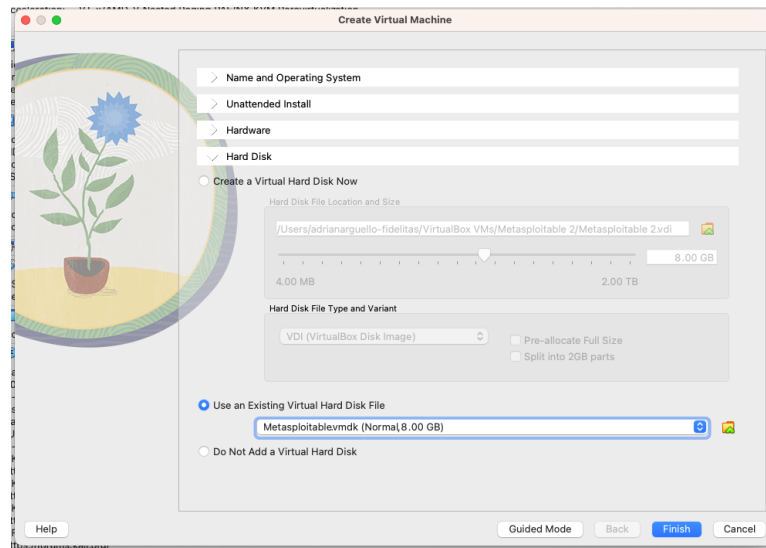 Create Virtual Machine
Name and Operating System
Unattended Install
Hardware
Hard Disk
Create a Virtual Hard Disk Now
Hard Disk File Location and Size
/Users/adrianarguello-fidelitas/VirtualBox VMs/Metasploitable 2/Metasploitable 2.vdi
8.00 GB
4.00 MB 2.00 TB
Hard Disk File Type and Variant
VDI (VirtualBox Disk Image)
Pre-allocate Full Size
Split into 2GB parts
Use an Existing Virtual Hard Disk File
Metasploitable.vmdk (Normal,8.00 GB)
Do Not Add a Virtual Hard Disk
Help Guided Mode Back Finish Cancel